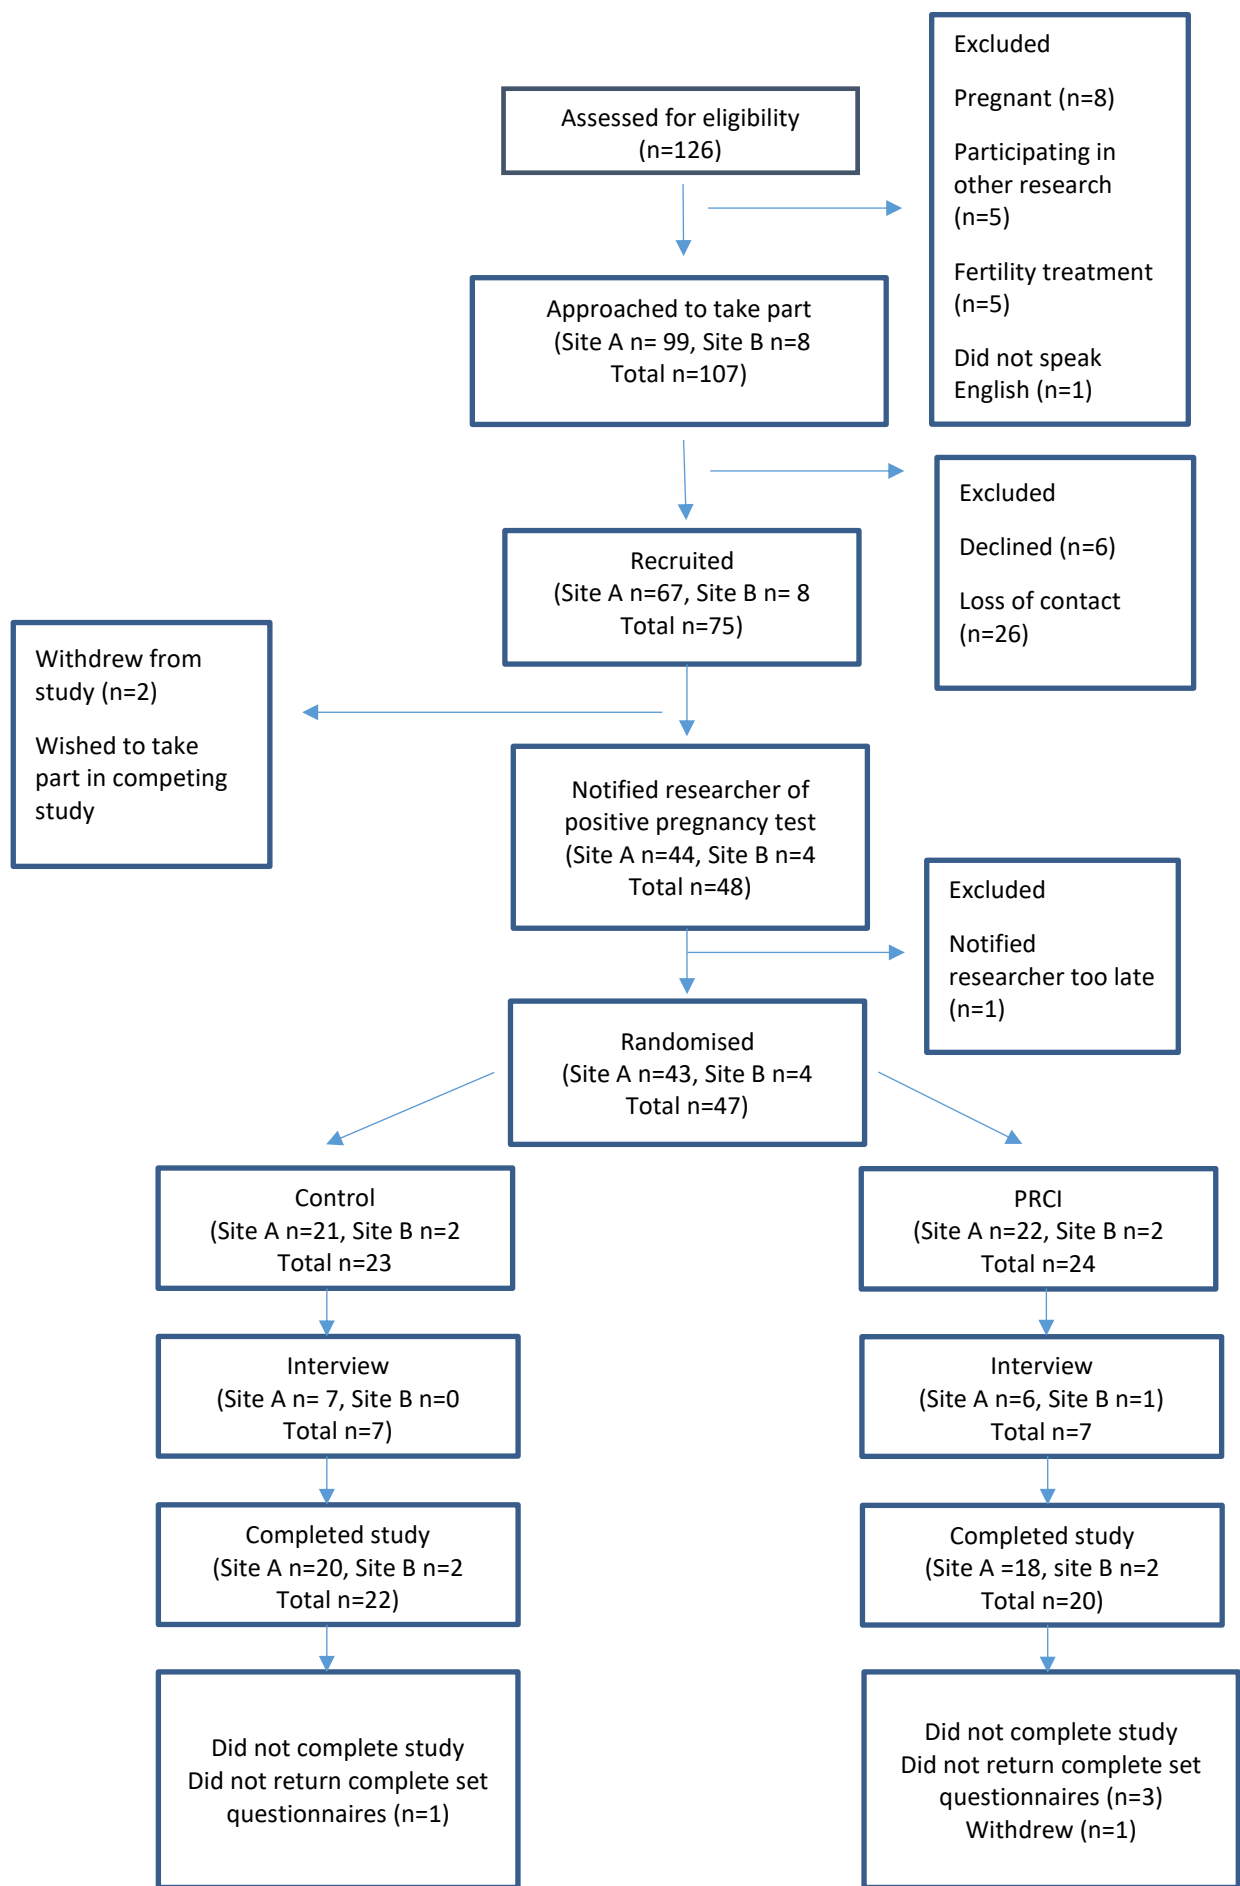 Assessed for eligibility
(n=126)
Excluded
Pregnant (n=8)
Participating in
other research
(n=5)
Fertility treatment
(n=5)
Did not speak
English (n=1)
Approached to take part
(Site A n= 99, Site B n=8
Total n=107)
Excluded
Declined (n=6)
Loss of contact
(n=26)
Recruited
(Site A n=67, Site B n= 8
Total n=75)
Withdrew from
study (n=2)
Wished to take
part in competing
study
Notified researcher of
positive pregnancy test
(Site A n=44, Site B n=4
Total n=48)
Excluded
Notified
researcher too late
(n=1)
Randomised
(Site A n=43, Site B n=4
Total n=47)
Control
(Site A n=21, Site B n=2
Total n=23
PRCI
(Site A n=22, Site B n=2
Total n=24
Interview
(Site A n= 7, Site B n=0
Total n=7)
Interview
(Site A n=6, Site B n=1)
Total n=7
Completed study
(Site A n=20, Site B n=2
Total n=22)
Completed study
(Site A =18, site B n=2
Total n=20)
Did not complete study
Did not return complete set
questionnaires (n=1)
Did not complete study
Did not return complete set
questionnaires (n=3)
Withdrew (n=1)